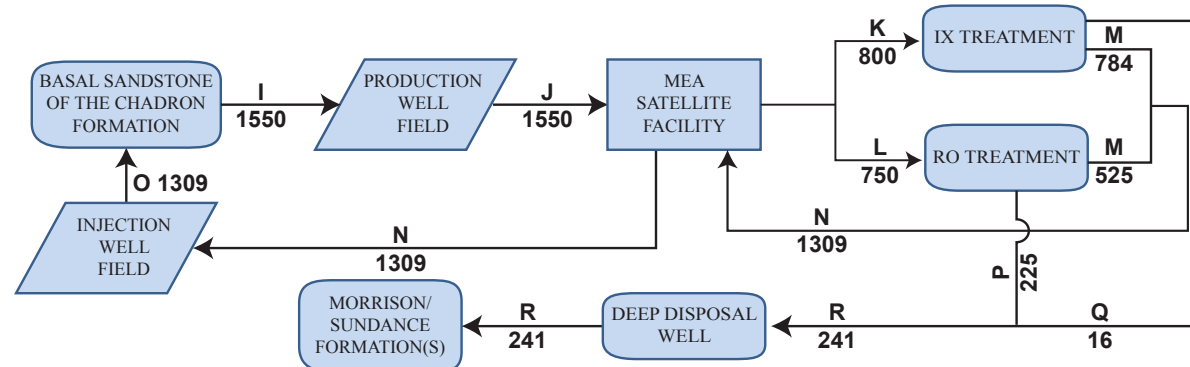 BASAL SANDSTONE
OF THE CHADRON
FORMATION
I
1550
PRODUCTION
WELL
FIELD
J
1550
MEA
SATELLITE
FACILITY
K
800
IX TREATMENT
M
784
L
750
RO TREATMENT
M
525
O 1309
INJECTION
WELL
FIELD
N
1309
N
1309
P
225
MORRISON/
SUNDANCE
FORMATION(S)
R
241
DEEP DISPOSAL
WELL
R
241
Q
16